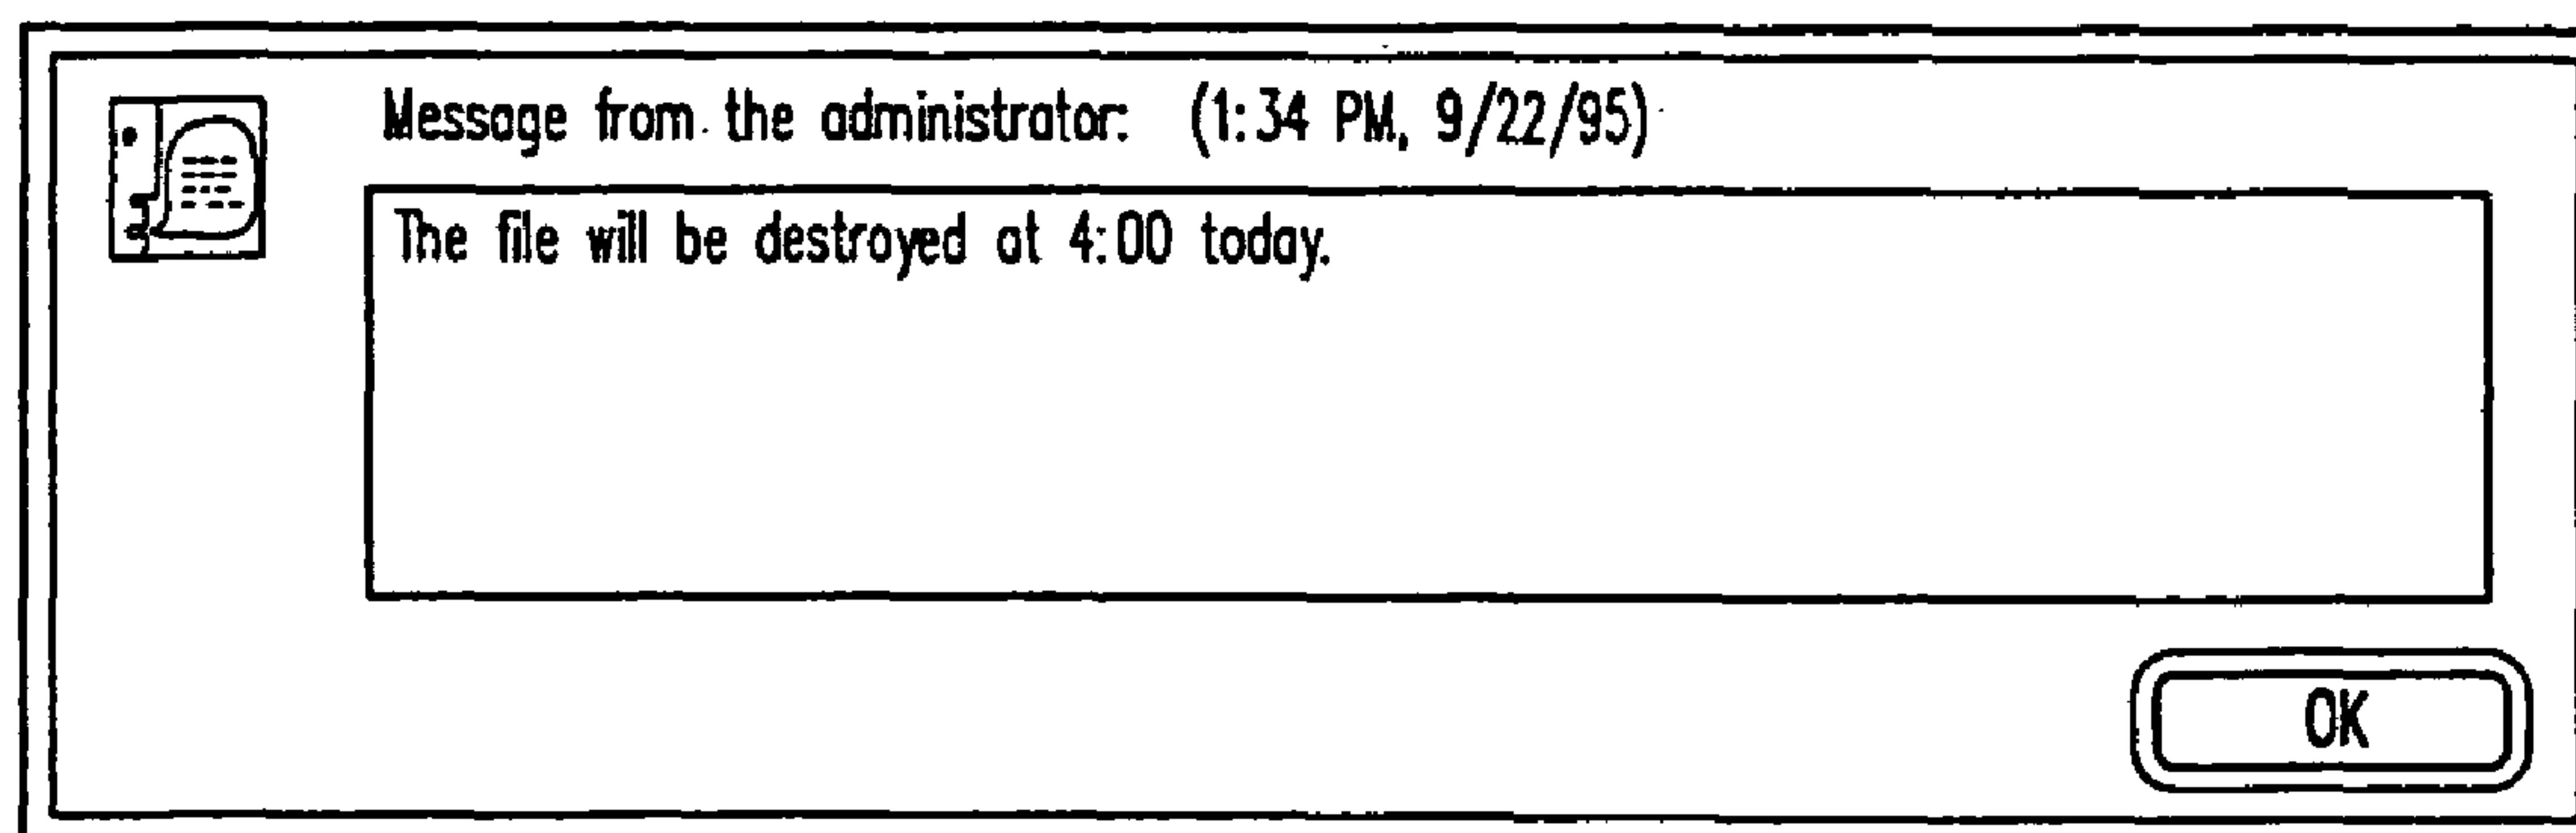 Message from the administrator: (1:34 PM, 9/22/95)
The file will be destroyed at 4:00 today.
OK